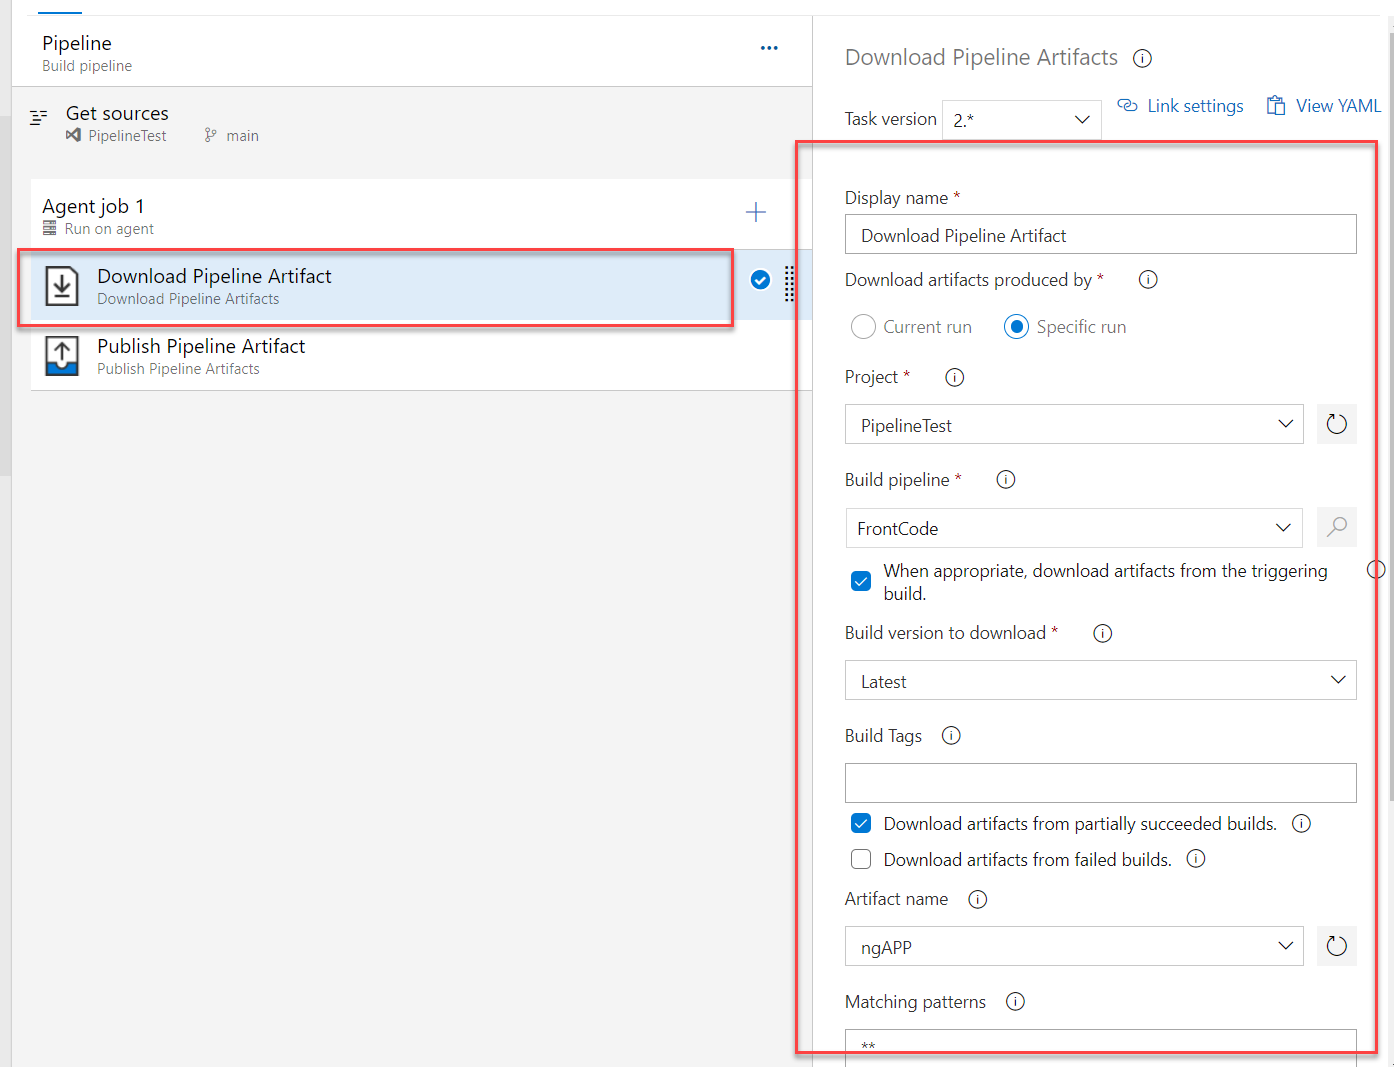 Pipeline
Build pipeline
Get sources
PipelineTest main
Agent job 1
Run on agent
Download Pipeline Artifact
Download Pipeline Artifacts
Publish Pipeline Artifact
Publish Pipeline Artifacts
Download Pipeline Artifacts
Task version 2.* Link settings View YAML
Display name *
Download Pipeline Artifact
Download artifacts produced by *
Current run Specific run
Project *
PipelineTest
Build pipeline *
FrontCode
When appropriate, download artifacts from the triggering
build.
Build version to download *
Latest
Build Tags
Download artifacts from partially succeeded builds.
Download artifacts from failed builds.
Artifact name
ngAPP
Matching patterns
**